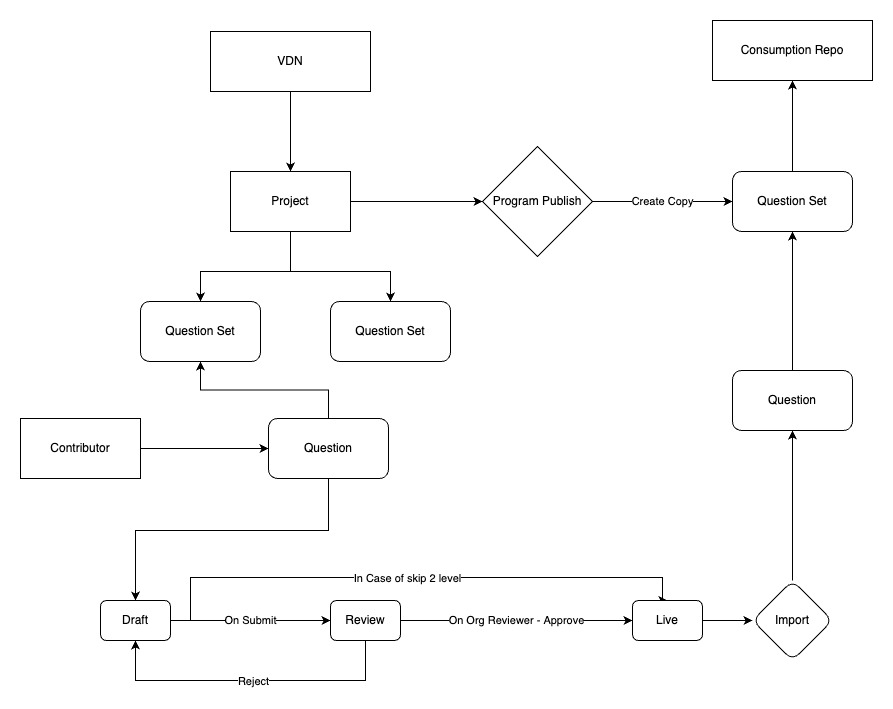 Consumption Repo
VDN
Project
Program Publish
Create Copy
Question Set
Question Set
Question Set
Question
Contributor
Question
In Case of skip 2 level
Draft
On Submit
Review
On Org Reviewer - Approve
Live
Import
Reject